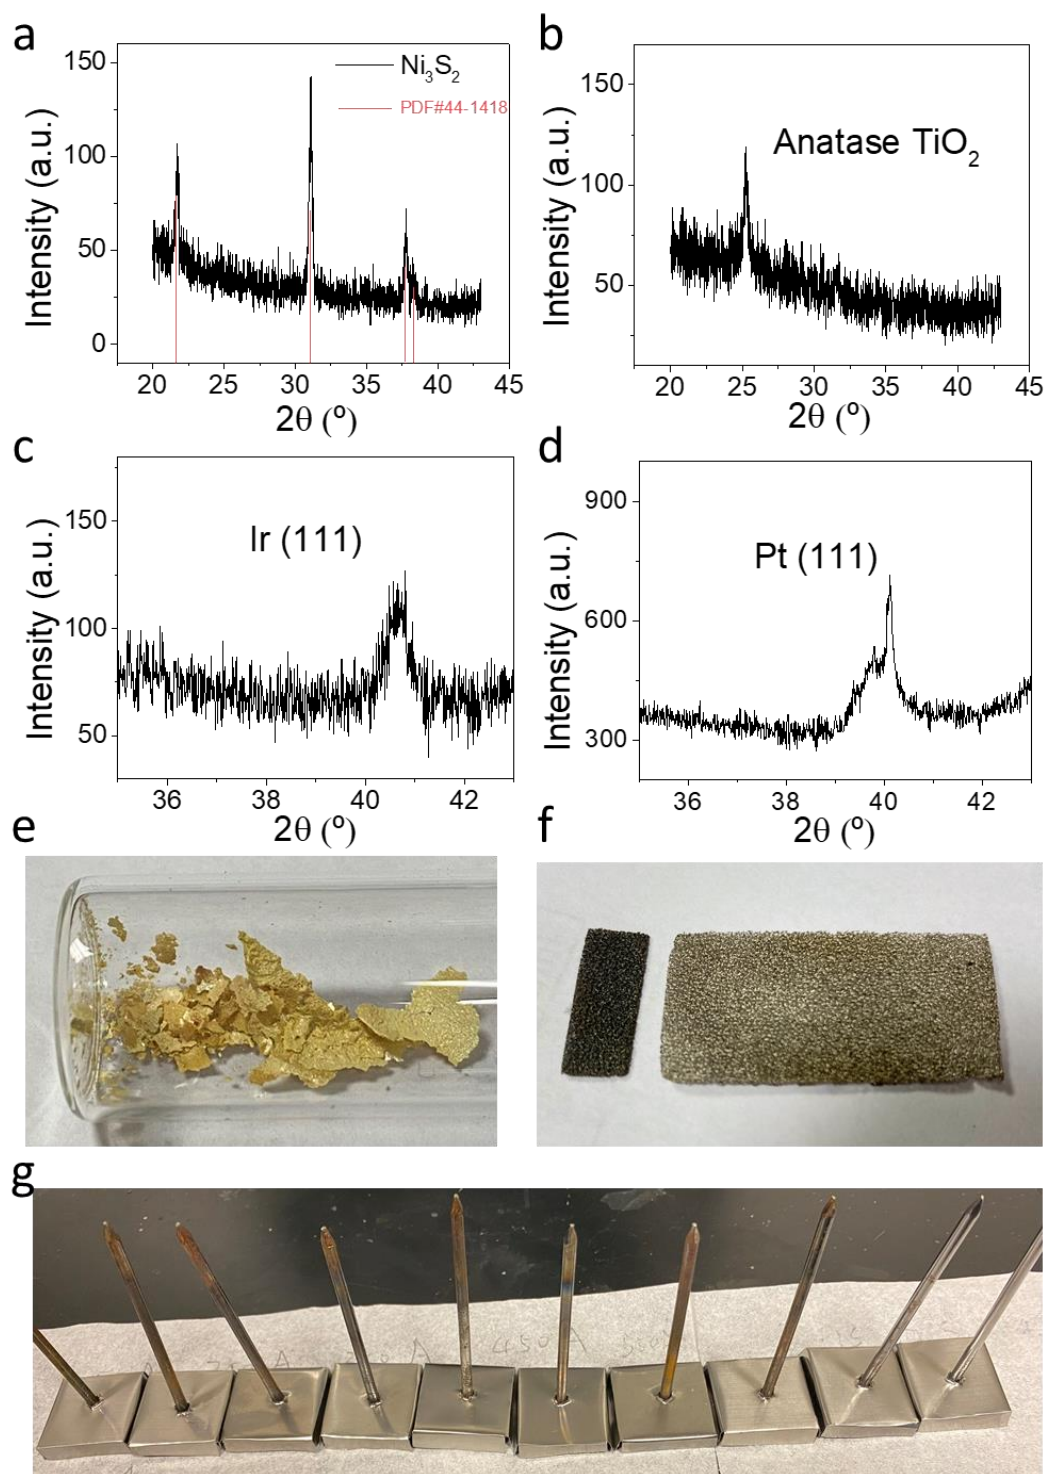 a
150
100
50
0
Intensity (a.u.)
Ni₃S₂
PDF#44-1418
20 25 30 35 40 45
2θ (º)
b
150
100
50
Intensity (a.u.)
Anatase TiO₂
20 25 30 35 40 45
2θ (º)
c
150
100
50
Intensity (a.u.)
Ir (111)
36 38 40 42
2θ (º)
d
900
600
300
Intensity (a.u.)
Pt (111)
36 38 40 42
2θ (º)
e
f
g
450 A